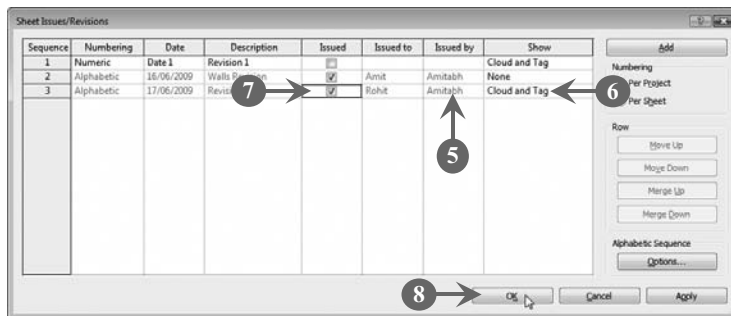 Sheet Issues/Revisions
Sequence Numbering Date Description Issued Issued to Issued by Show
1 Numeric Date 1 Revision 1 Cloud and Tag
2 Alphabetic 16/06/2009 Walls Revision Amit Amitabh None
3 Alphabetic 17/06/2009 Rohit Amitabh Cloud and Tag
Add
Numbering
Per Project
Per Sheet
Row
Move Up
Move Down
Merge Up
Merge Down
Alphabetic Sequence
Options...
OK Cancel Apply
7
6
5
8